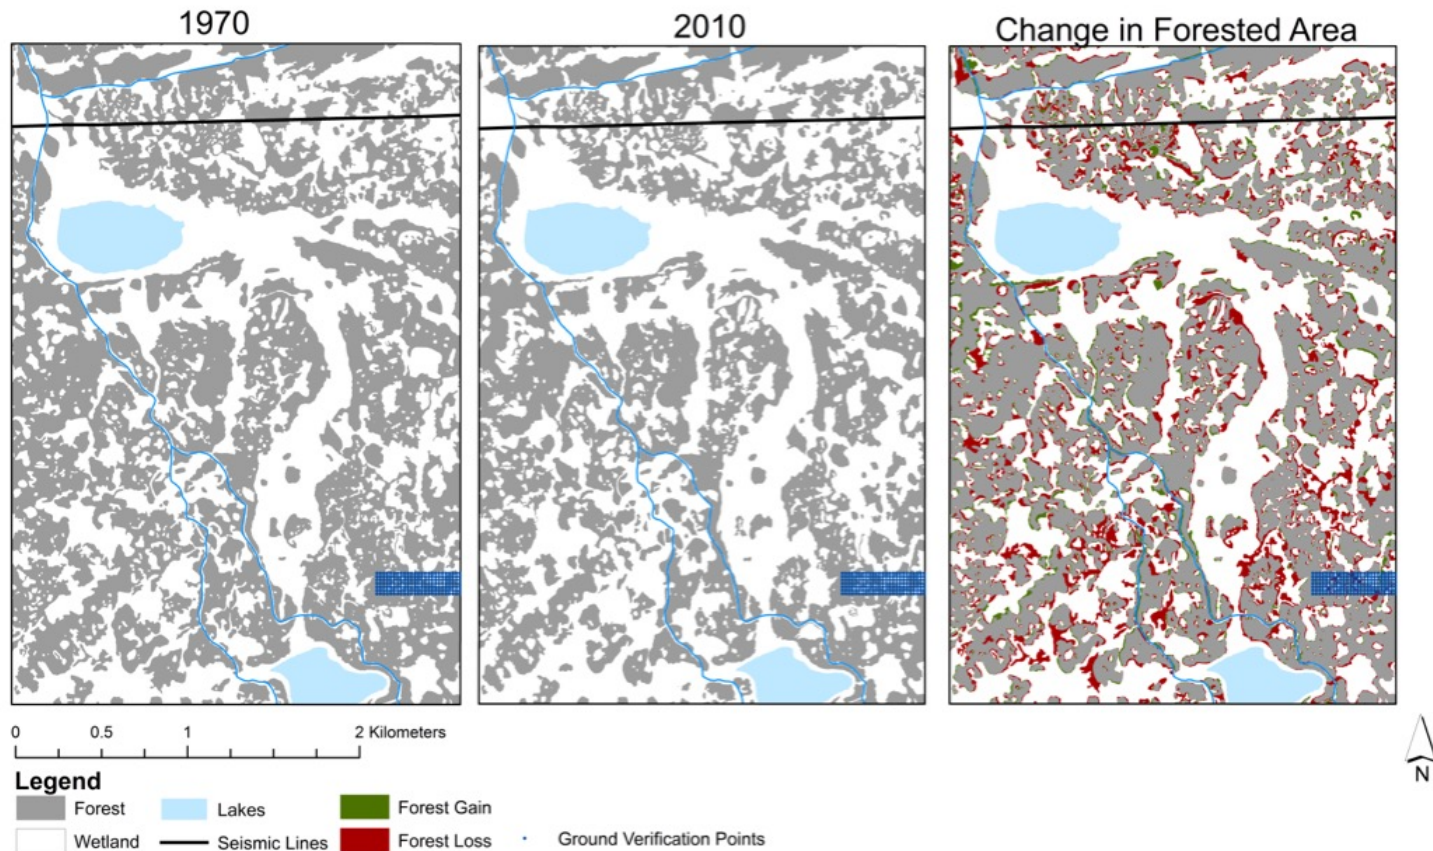 1970
2010
Change in Forested Area
0 0.5 1 2 Kilometers
N
Legend
Forest Lakes Forest Gain
Wetland Seismic Lines Forest Loss Ground Verification Points